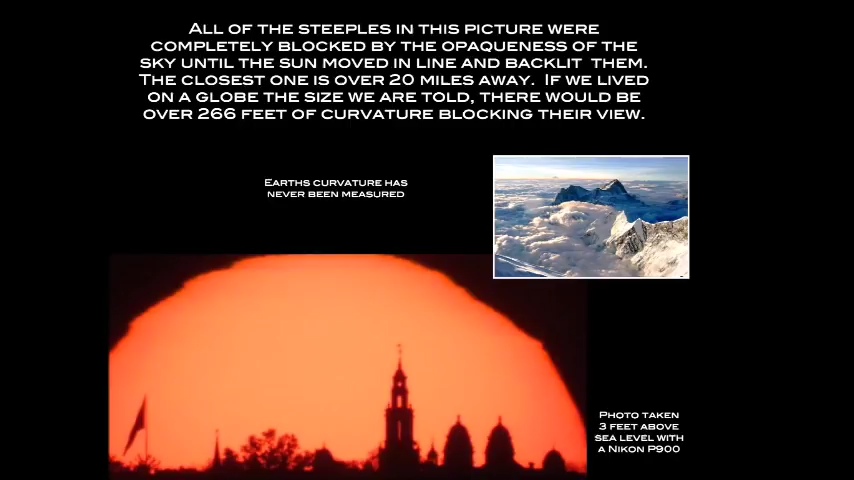 ALL OF THE STEEPLES IN THIS PICTURE WERE
COMPLETELY BLOCKED BY THE OPAQUENESS OF THE
SKY UNTIL THE SUN MOVED IN LINE AND BACKLIT THEM.
THE CLOSEST ONE IS OVER 20 MILES AWAY. IF WE LIVED
ON A GLOBE THE SIZE WE ARE TOLD, THERE WOULD BE
OVER 266 FEET OF CURVATURE BLOCKING THEIR VIEW.
EARTHS CURVATURE HAS
NEVER BEEN MEASURED
PHOTO TAKEN
3 FEET ABOVE
SEA LEVEL WITH
A NIKON P900